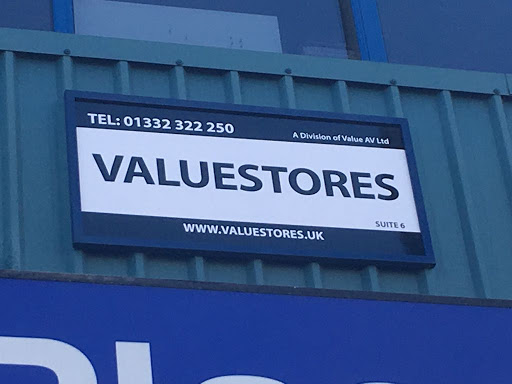 TEL: 01332 322 250
A Division of Value AV Ltd
VALUESTORES
SUITE 6
WWW.VALUESTORES.UK